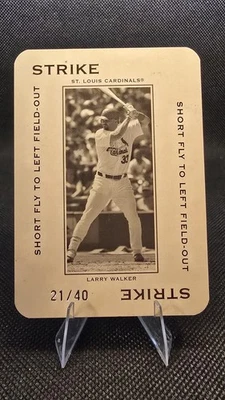 STRIKE
ST. LOUIS CARDINALS®
SHORT FLY TO LEFT FIELD-OUT
SHORT FLY TO LEFT FIELD-OUT
33
LARRY WALKER
21/40
STRIKE